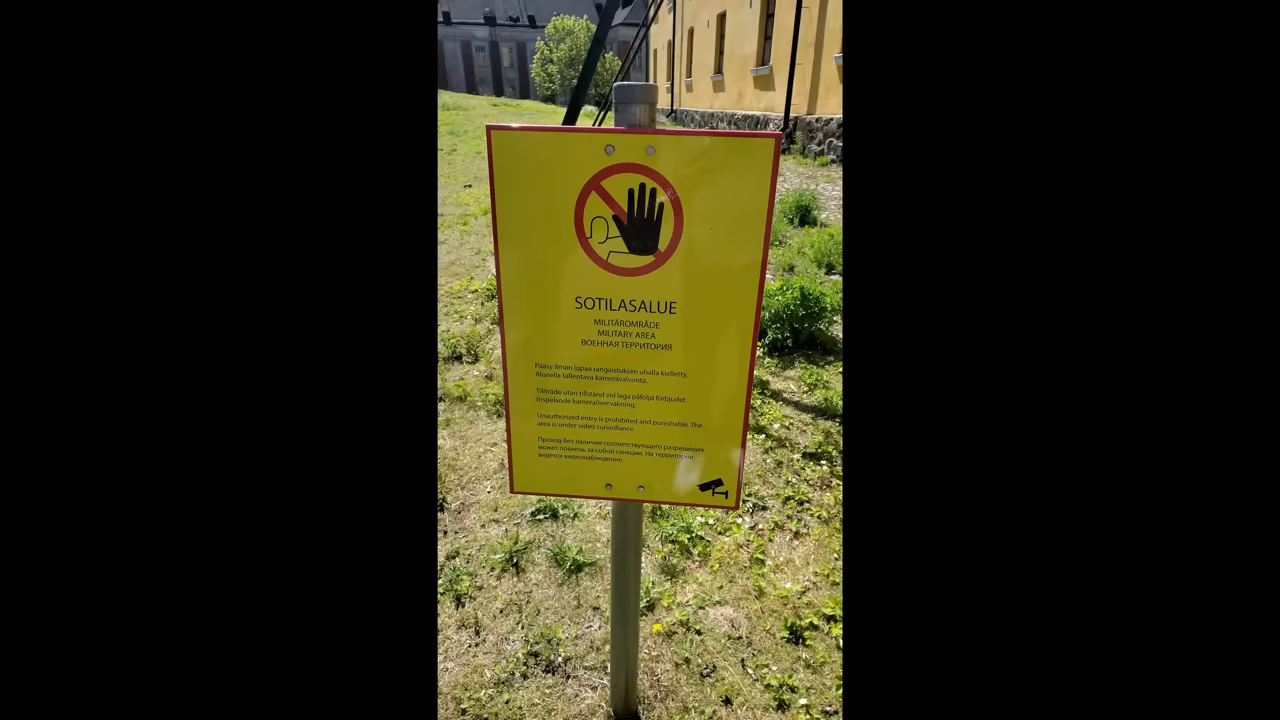 SOTILASALUE
MILITÄROMRÅDE
MILITARY AREA
ВОЕННАЯ ТЕРРИТОРИЯ
Pääsy ilman lupaa rangaistuksen uhalla kielletty.
Alueella tallentava kameravalvonta.
Tillträde utan tillstånd vid laga påföljd förbjudet.
Inspelande kameraövervakning.
Unauthorized entry is prohibited and punishable. The
area is under video surveillance.
Проход без наличия соответствующего разрешения
может повлечь за собой санкции. На территории
ведется видеонаблюдение.